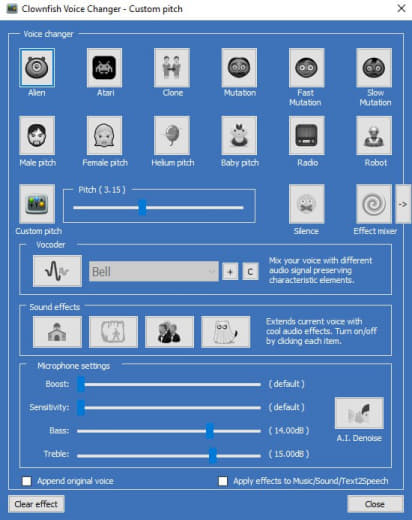 Clownfish Voice Changer - Custom pitch
Voice changer
Alien
Atari
Clone
Mutation
Fast
Mutation
Slow
Mutation
Male pitch
Female pitch
Helium pitch
Baby pitch
Radio
Robot
Custom pitch
Pitch ( 3.15 )
Silence
Effect mixer
->
Vocoder
Bell
+
C
Mix your voice with different
audio signal preserving
characteristic elements.
Sound effects
Extends current voice with
cool audio effects. Turn on/off
by clicking each item.
Microphone settings
Boost:
( default )
Sensitivity:
( default )
Bass:
( 14.00dB )
Treble:
( 15.00dB )
A.I. Denoise
Append original voice
Apply effects to Music/Sound/Text2Speech
Clear effect
Close